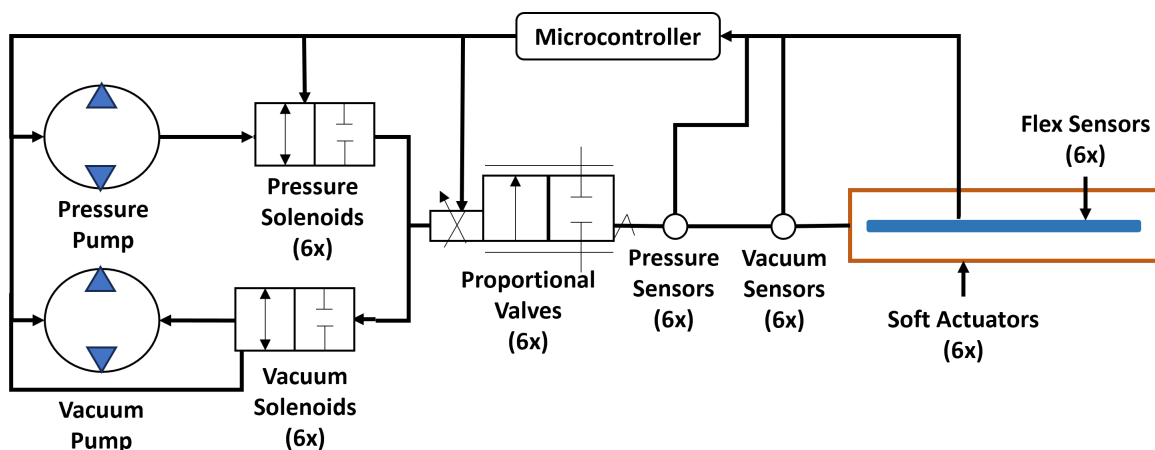 Microcontroller
Pressure
Pump
Pressure
Solenoids
(6x)
Proportional
Valves
(6x)
Pressure
Sensors
(6x)
Vacuum
Sensors
(6x)
Flex Sensors
(6x)
Soft Actuators
(6x)
Vacuum
Pump
Vacuum
Solenoids
(6x)